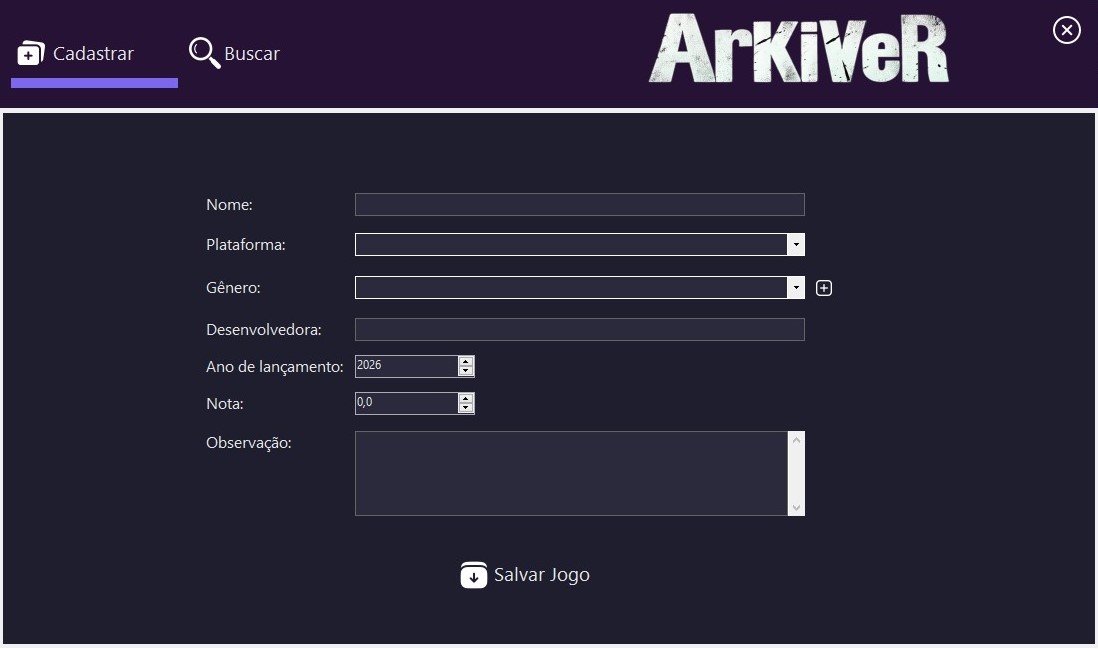 Cadastrar
Buscar
ArKiVeR
Nome:
Plataforma:
Gênero:
Desenvolvedora:
Ano de lançamento: 2026
Nota: 0,0
Observação:
Salvar Jogo